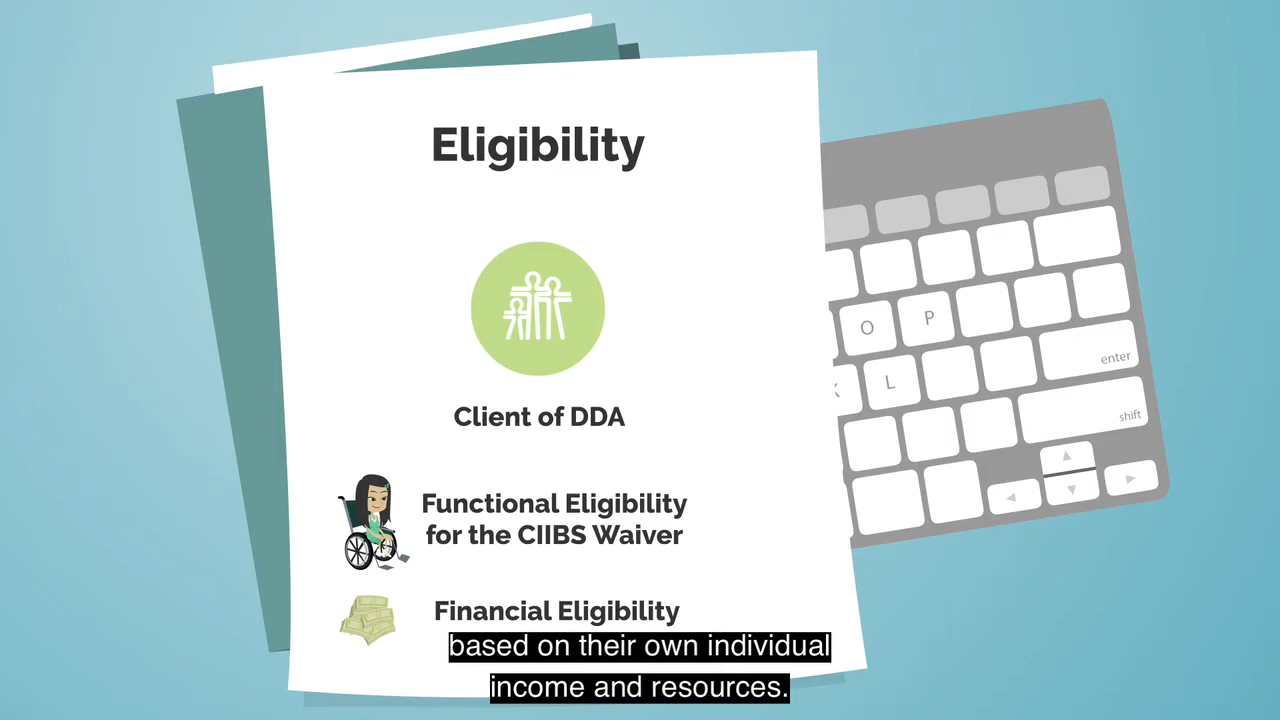 Eligibility
Client of DDA
Functional Eligibility
for the CIIBS Waiver
Financial Eligibility
based on their own individual
income and resources.
O
P
enter
K
L
shift